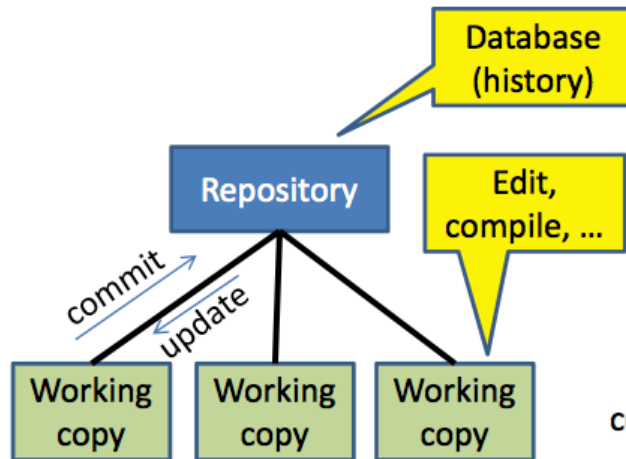 Database
(history)
Repository
Edit,
compile, ...
commit
update
Working
copy
Working
copy
Working
copy